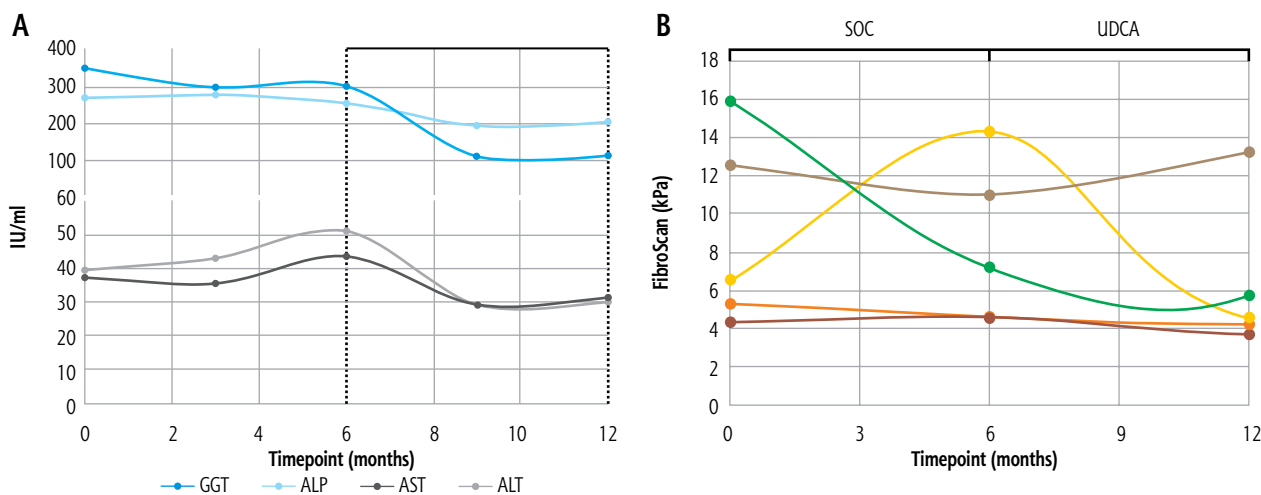 A
400
300
200
100
60
50
40
30
20
10
0
IU/ml
0 2 4 6 8 10 12
Timepoint (months)
GGT ALP AST ALT
B
SOC UDCA
18
16
14
12
10
8
6
4
2
0
FibroScan (kPa)
0 3 6 9 12
Timepoint (months)